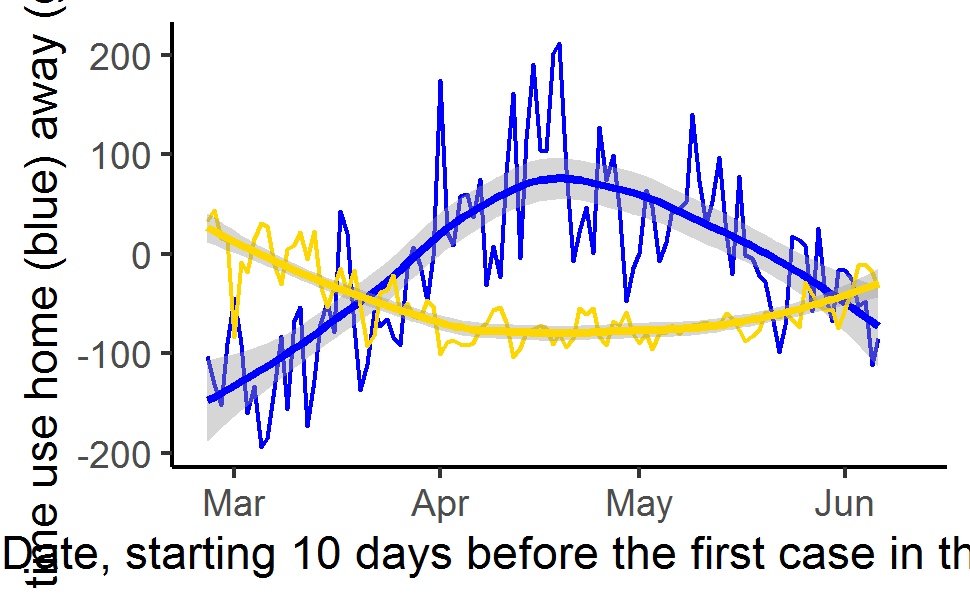 time use home (blue) away (g
200
100
0
-100
-200
Mar Apr May Jun
Date, starting 10 days before the first case in th